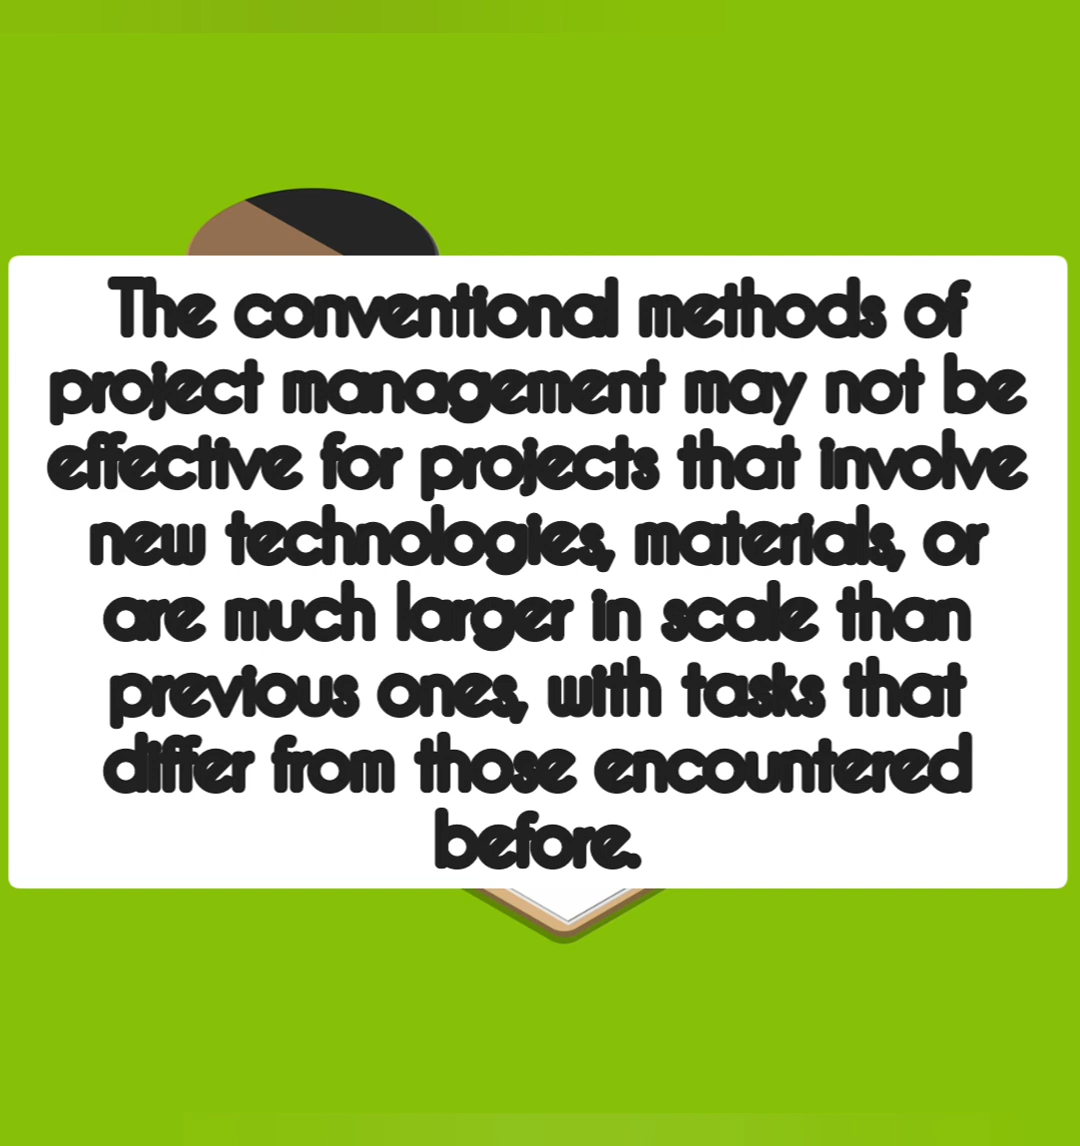 The conventional methods of
project management may not be
effective for projects that involve
new technologies, materials, or
are much larger in scale than
previous ones, with tasks that
differ from those encountered
before.